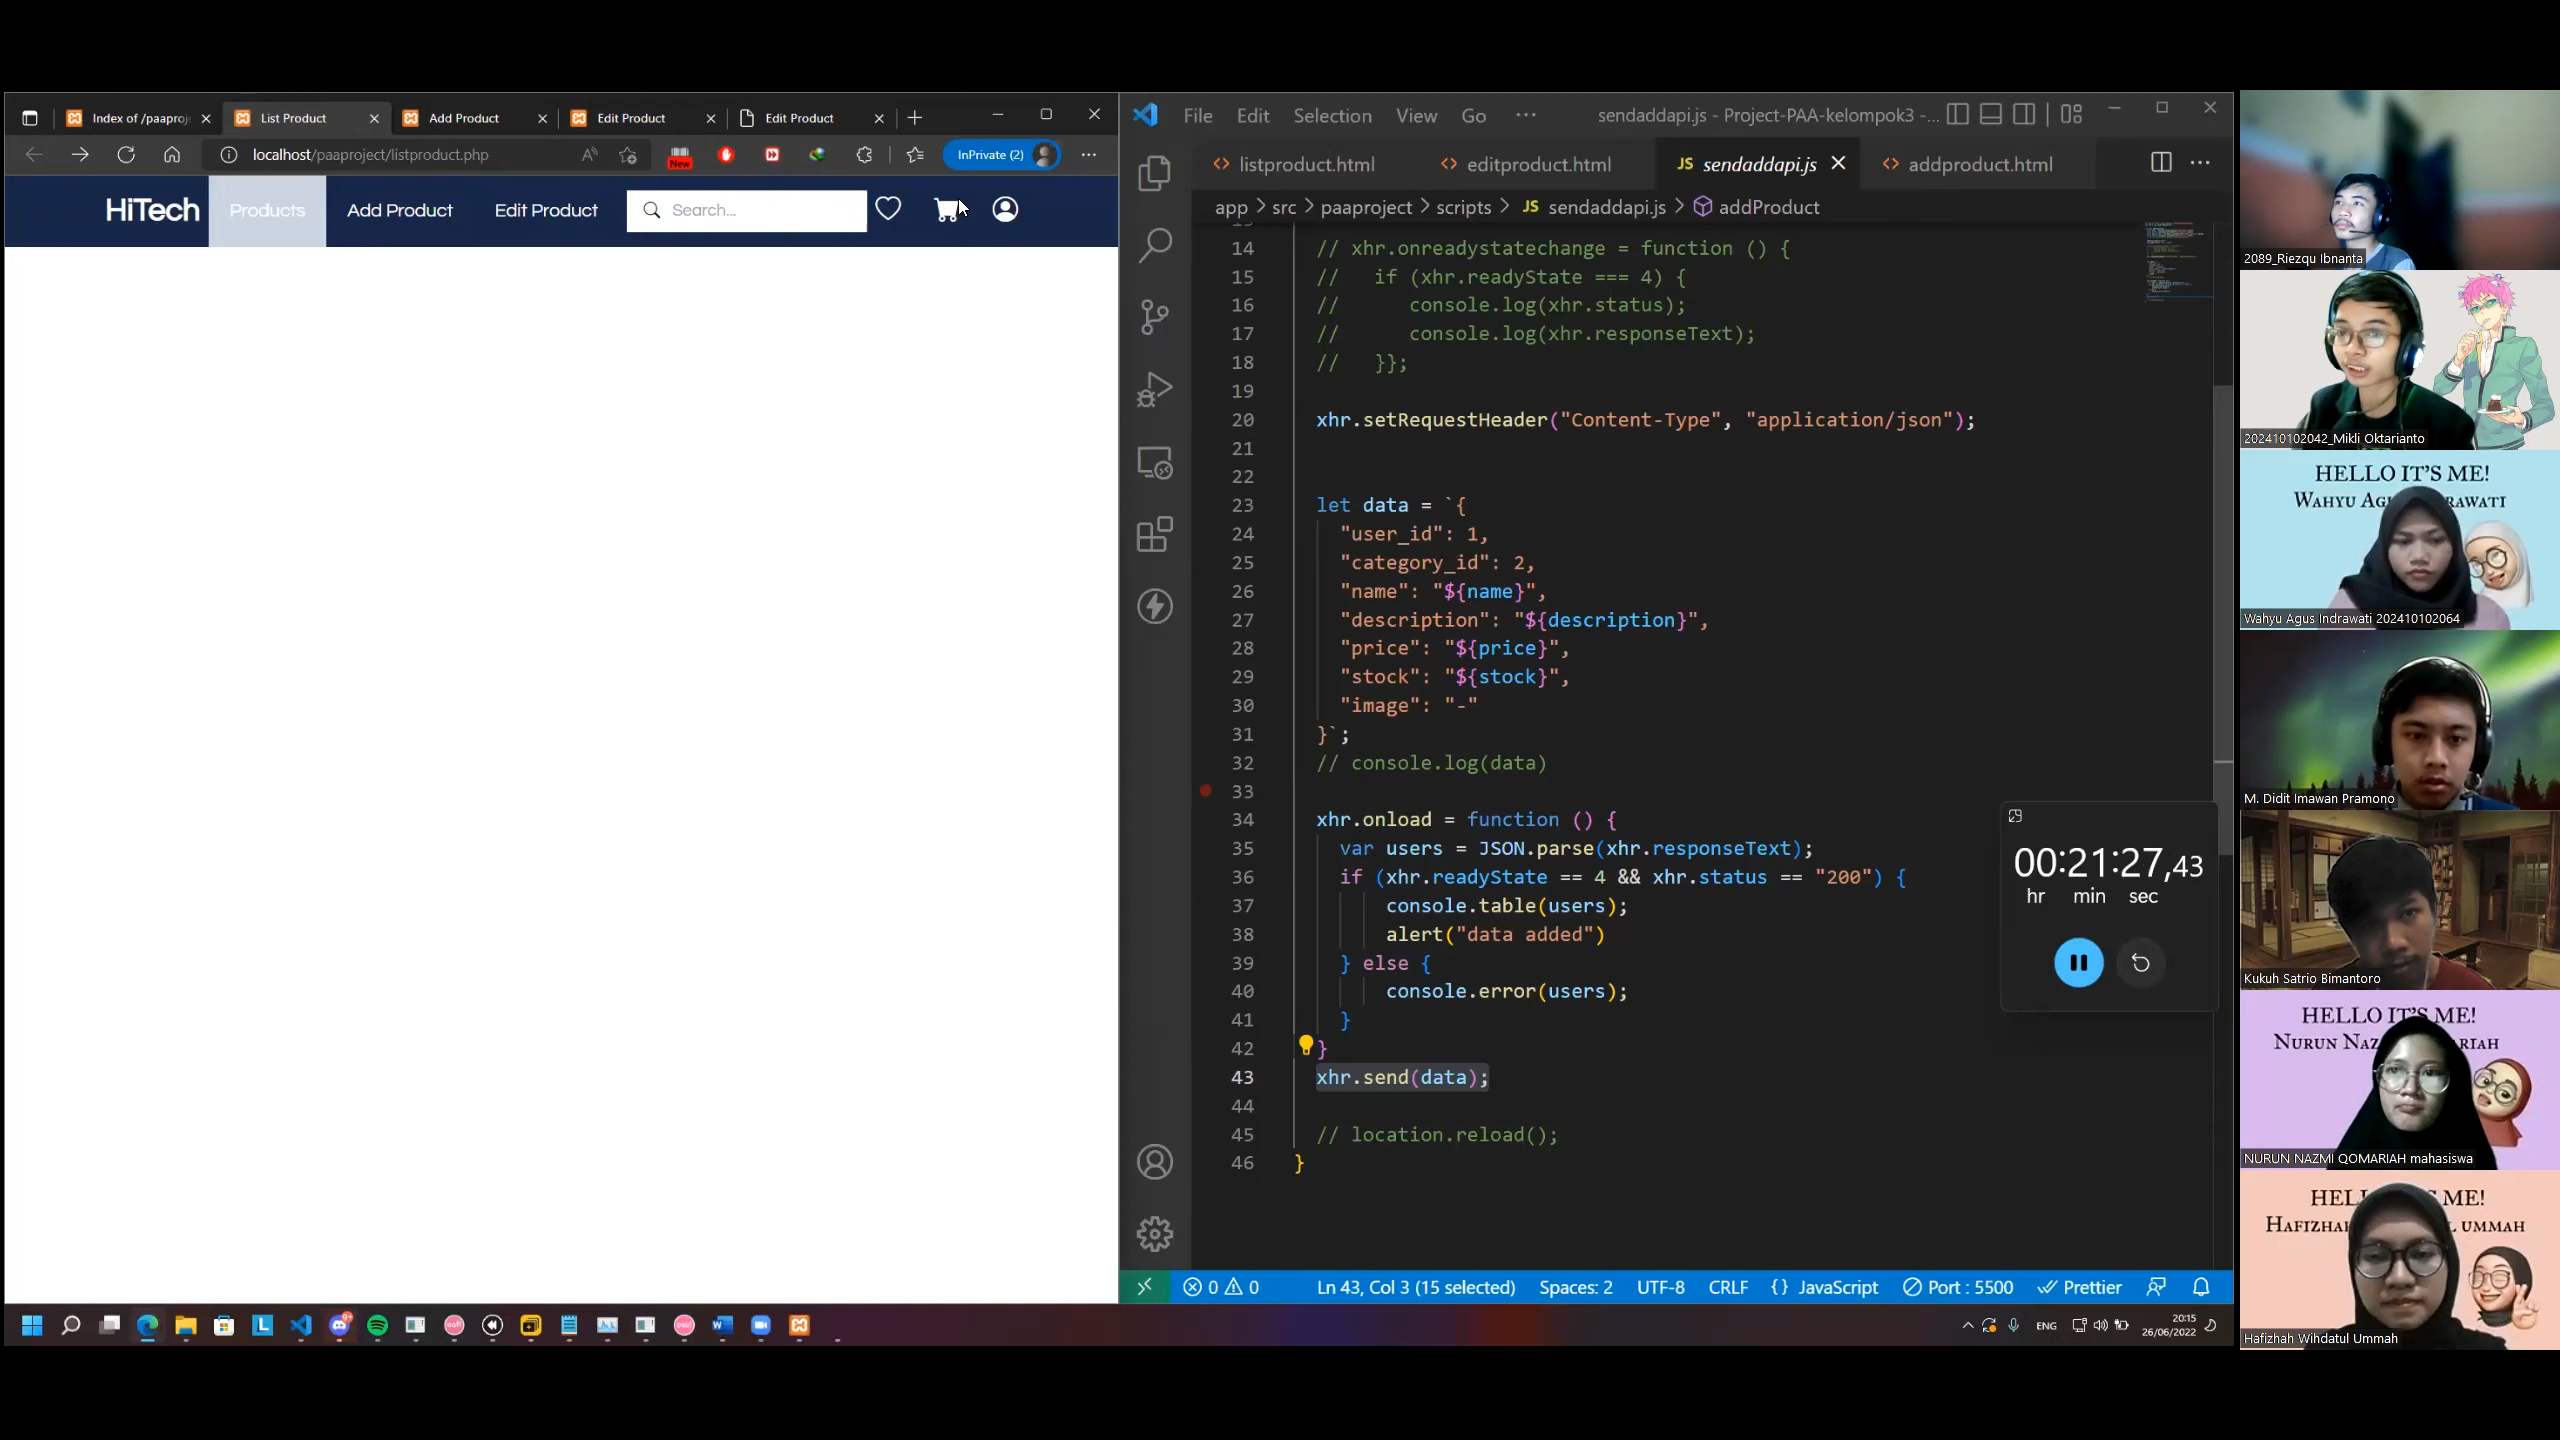 Index of /paaproj
List Product
Add Product
Edit Product
Edit Product
localhost/paaproject/listproduct.php
New
InPrivate (2)
HiTech
Products
Add Product
Edit Product
Search...
File Edit Selection View Go ···
sendaddapi.js - Project-PAA-kelompok3 -...
listproduct.html
editproduct.html
JS sendaddapi.js
addproduct.html
app > src > paaproject > scripts > JS sendaddapi.js > addProduct
14 // xhr.onreadystatechange = function () {
15 //   if (xhr.readyState === 4) {
16 //      console.log(xhr.status);
17 //      console.log(xhr.responseText);
18 //   }};
19
20 xhr.setRequestHeader("Content-Type", "application/json");
21
22
23 let data = `{
24 "user_id": 1,
25 "category_id": 2,
26 "name": "${name}",
27 "description": "${description}",
28 "price": "${price}",
29 "stock": "${stock}",
30 "image": "-"
31 }`;
32 // console.log(data)
33
34 xhr.onload = function () {
35 var users = JSON.parse(xhr.responseText);
36 if (xhr.readyState == 4 && xhr.status == "200") {
37 console.table(users);
38 alert("data added")
39 } else {
40 console.error(users);
41 }
42 }
43 xhr.send(data);
44
45 // location.reload();
46 }
00:21:27,43
hr min sec
0 0
Ln 43, Col 3 (15 selected)
Spaces: 2
UTF-8
CRLF
{} JavaScript
Port : 5500
Prettier
ENG
20:15
26/06/2022
2089_Riezqu Ibnanta
202410102042_Mikli Oktarianto
HELLO IT'S ME!
Wahyu Agus Indrawati 202410102064
M. Didit Imawan Pramono
Kukuh Satrio Bimantoro
HELLO IT'S ME!
NURUN NAZMI QOMARIAH mahasiswa
Hafizhah Wihdatul Ummah